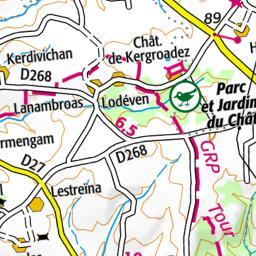 89
Chât.
de Kergroadez
Kerdivichan
D268
Parc
et Jardin
du Chât
Lanambroas
Lodéven
6,5
rmengam
D268
GRP
D27
Lestreïna
Tour